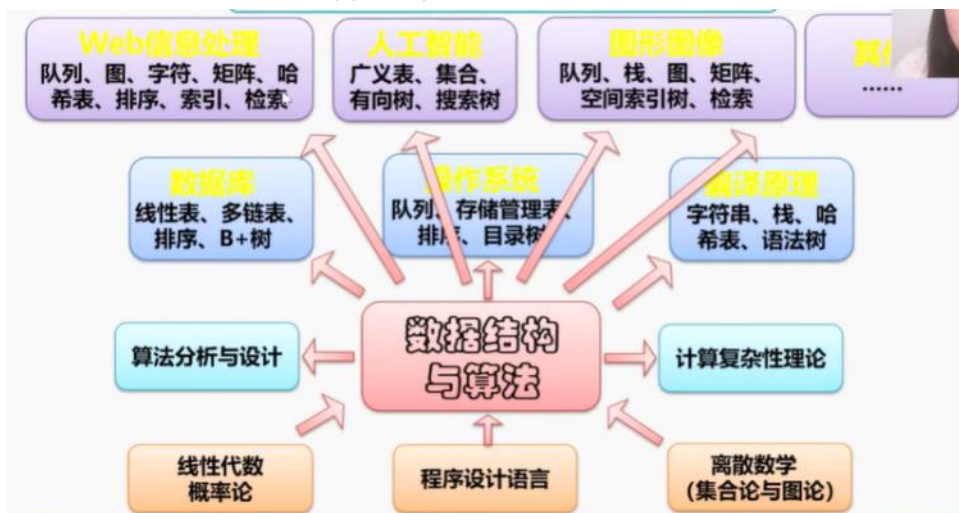 Web信息处理
队列、图、字符、矩阵、哈
希表、排序、索引、检索
人工智能
广义表、集合、
有向树、搜索树
图形图像
队列、栈、图、矩阵、
空间索引树、检索
其他
......
数据库
线性表、多链表、
排序、B+树
操作系统
队列、存储管理表、
排序、目录树
编译原理
字符串、栈、哈
希表、语法树
算法分析与设计
数据结构
与算法
计算复杂性理论
线性代数
概率论
程序设计语言
离散数学
(集合论与图论)